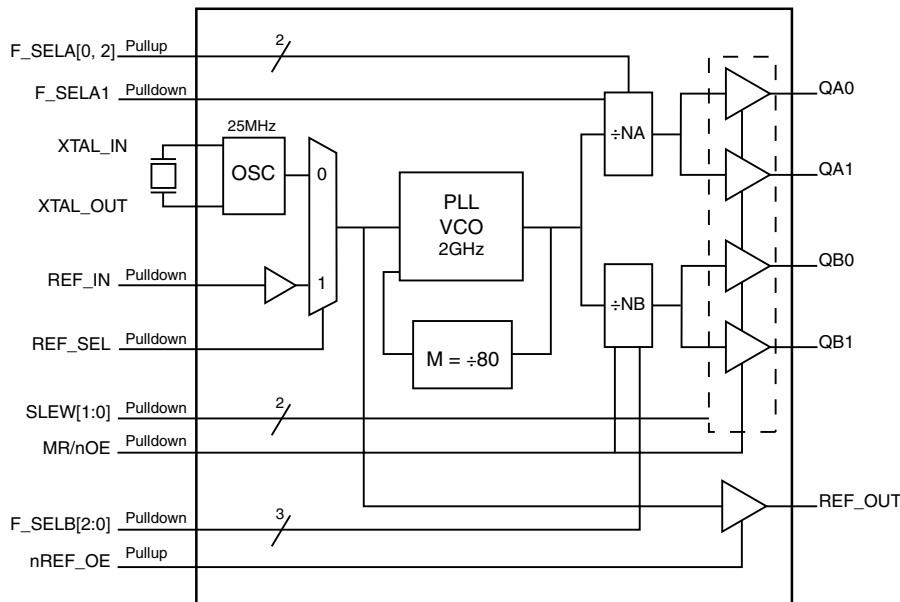 F_SELA[0, 2] Pullup 2
F_SELA1 Pulldown
QA0
25MHz
XTAL_IN
OSC
0
÷NA
XTAL_OUT
QA1
PLL
VCO
2GHz
QB0
REF_IN Pulldown
1
÷NB
REF_SEL Pulldown
M = ÷80
QB1
SLEW[1:0] Pulldown 2
MR/nOE Pulldown
REF_OUT
F_SELB[2:0] Pulldown 3
nREF_OE Pullup